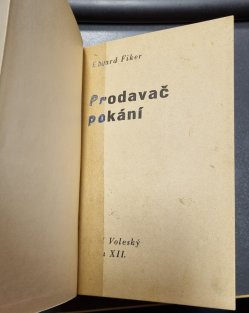 Eduard Fiker
Prodavač
pokání
Voleský
XII.